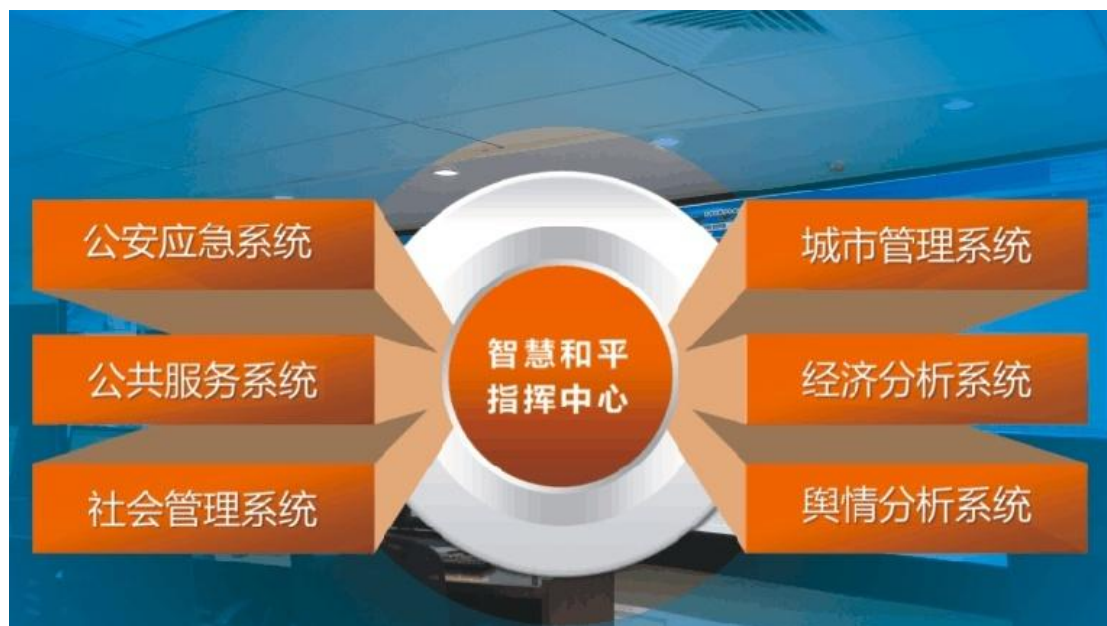 公安应急系统
公共服务系统
社会管理系统
智慧和平
指挥中心
城市管理系统
经济分析系统
舆情分析系统